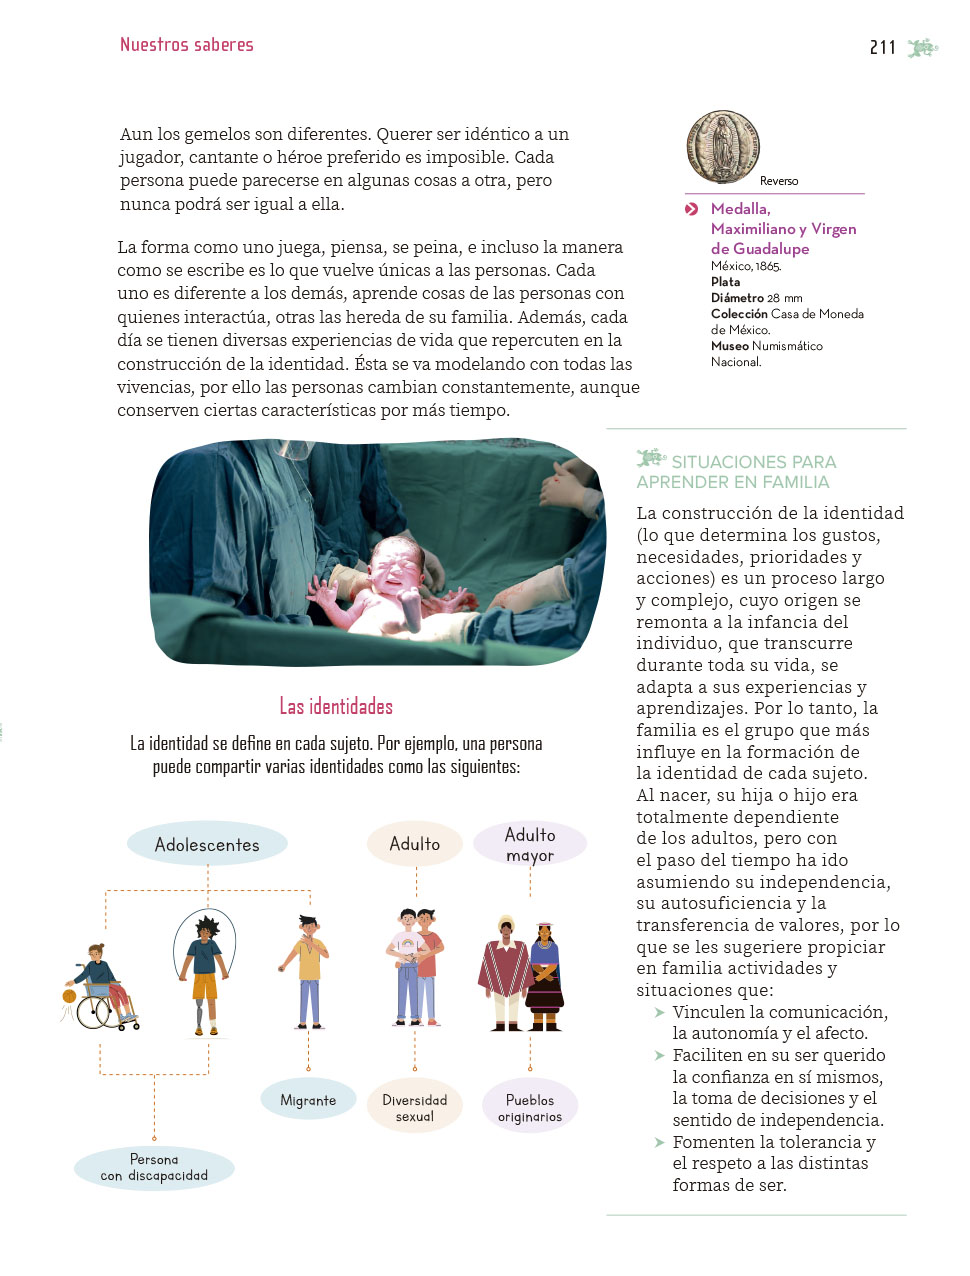 Nuestros saberes
211
Aun los gemelos son diferentes. Querer ser idéntico a un
jugador, cantante o héroe preferido es imposible. Cada
persona puede parecerse en algunas cosas a otra, pero
nunca podrá ser igual a ella.
La forma como uno juega, piensa, se peina, e incluso la manera
como se escribe es lo que vuelve únicas a las personas. Cada
uno es diferente a los demás, aprende cosas de las personas con
quienes interactúa, otras las hereda de su familia. Además, cada
día se tienen diversas experiencias de vida que repercuten en la
construcción de la identidad. Ésta se va modelando con todas las
vivencias, por ello las personas cambian constantemente, aunque
conserven ciertas características por más tiempo.
Reverso
Medalla,
Maximiliano y Virgen
de Guadalupe
México, 1865.
Plata
Diámetro 28 mm
Colección Casa de Moneda
de México.
Museo Numismático
Nacional.
Las identidades
La identidad se define en cada sujeto. Por ejemplo, una persona
puede compartir varias identidades como las siguientes:
Adolescentes
Adulto
Adulto
mayor
Migrante
Diversidad
sexual
Pueblos
originarios
Persona
con discapacidad
SITUACIONES PARA
APRENDER EN FAMILIA
La construcción de la identidad
(lo que determina los gustos,
necesidades, prioridades y
acciones) es un proceso largo
y complejo, cuyo origen se
remonta a la infancia del
individuo, que transcurre
durante toda su vida, se
adapta a sus experiencias y
aprendizajes. Por lo tanto, la
familia es el grupo que más
influye en la formación de
la identidad de cada sujeto.
Al nacer, su hija o hijo era
totalmente dependiente
de los adultos, pero con
el paso del tiempo ha ido
asumiendo su independencia,
su autosuficiencia y la
transferencia de valores, por lo
que se les sugeriere propiciar
en familia actividades y
situaciones que:
➤ Vinculen la comunicación,
la autonomía y el afecto.
➤ Faciliten en su ser querido
la confianza en sí mismos,
la toma de decisiones y el
sentido de independencia.
➤ Fomenten la tolerancia y
el respeto a las distintas
formas de ser.